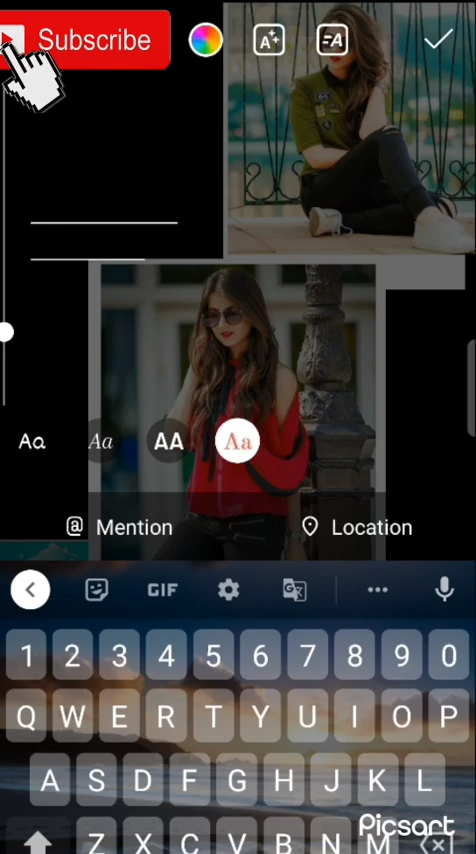 Subscribe
A
A
Aa
Aa
AA
Aa
@ Mention
Location
GIF
G
1 2 3 4 5 6 7 8 9 0
Q W E R T Y U I O P
A S D F G H J K L
Z X C V B N M
Picsart